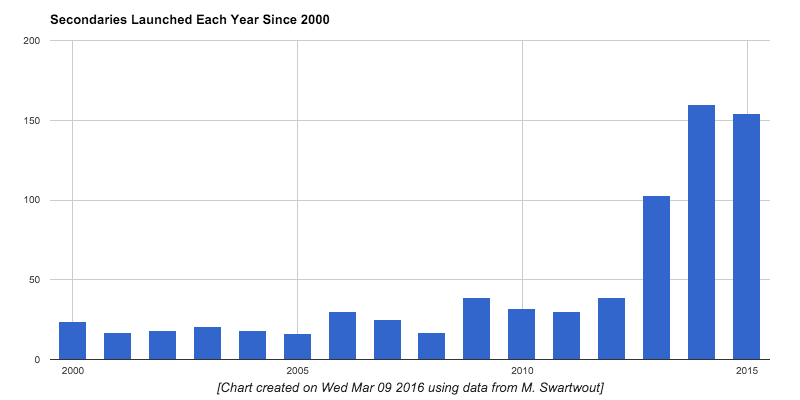 Secondaries Launched Each Year Since 2000
200
150
100
50
0
2000 2005 2010 2015
[Chart created on Wed Mar 09 2016 using data from M. Swartwout]